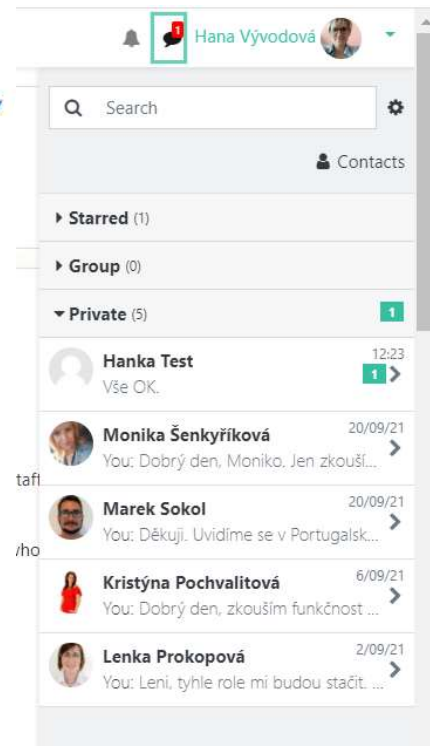 1
Hana Vývodová
Search
Contacts
Starred (1)
Group (0)
Private (5) 1
Hanka Test 12:23
Vše OK. 1
Monika Šenkyříková 20/09/21
You: Dobrý den, Moniko. Jen zkouší...
Marek Sokol 20/09/21
You: Děkuji. Uvidíme se v Portugalsk...
Kristýna Pochvalitová 6/09/21
You: Dobrý den, zkouším funkčnost ...
Lenka Prokopová 2/09/21
You: Leni, tyhle role mi budou stačit. ...